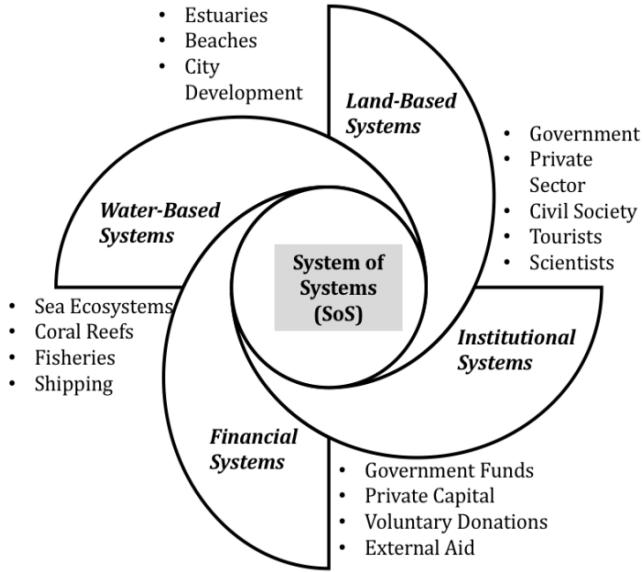 • Estuaries
• Beaches
• City
Development
Land-Based
Systems
• Government
• Private
Sector
• Civil Society
• Tourists
• Scientists
Water-Based
Systems
System of
Systems
(SoS)
• Sea Ecosystems
• Coral Reefs
• Fisheries
• Shipping
Institutional
Systems
Financial
Systems
• Government Funds
• Private Capital
• Voluntary Donations
• External Aid